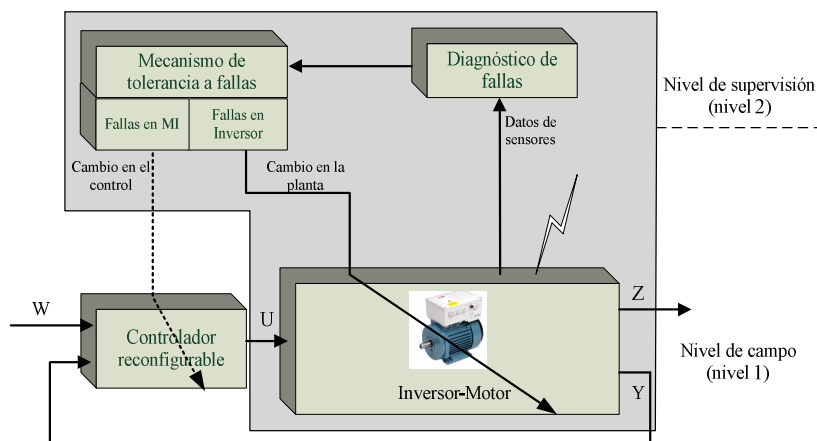 Mecanismo de
tolerancia a fallas
Fallas en MI
Fallas en
Inversor
Diagnóstico de
fallas
Nivel de supervisión
(nivel 2)
Datos de
sensores
Cambio en el
control
Cambio en la
planta
W
Controlador
reconfigurable
U
Inversor-Motor
Z
Y
Nivel de campo
(nivel 1)